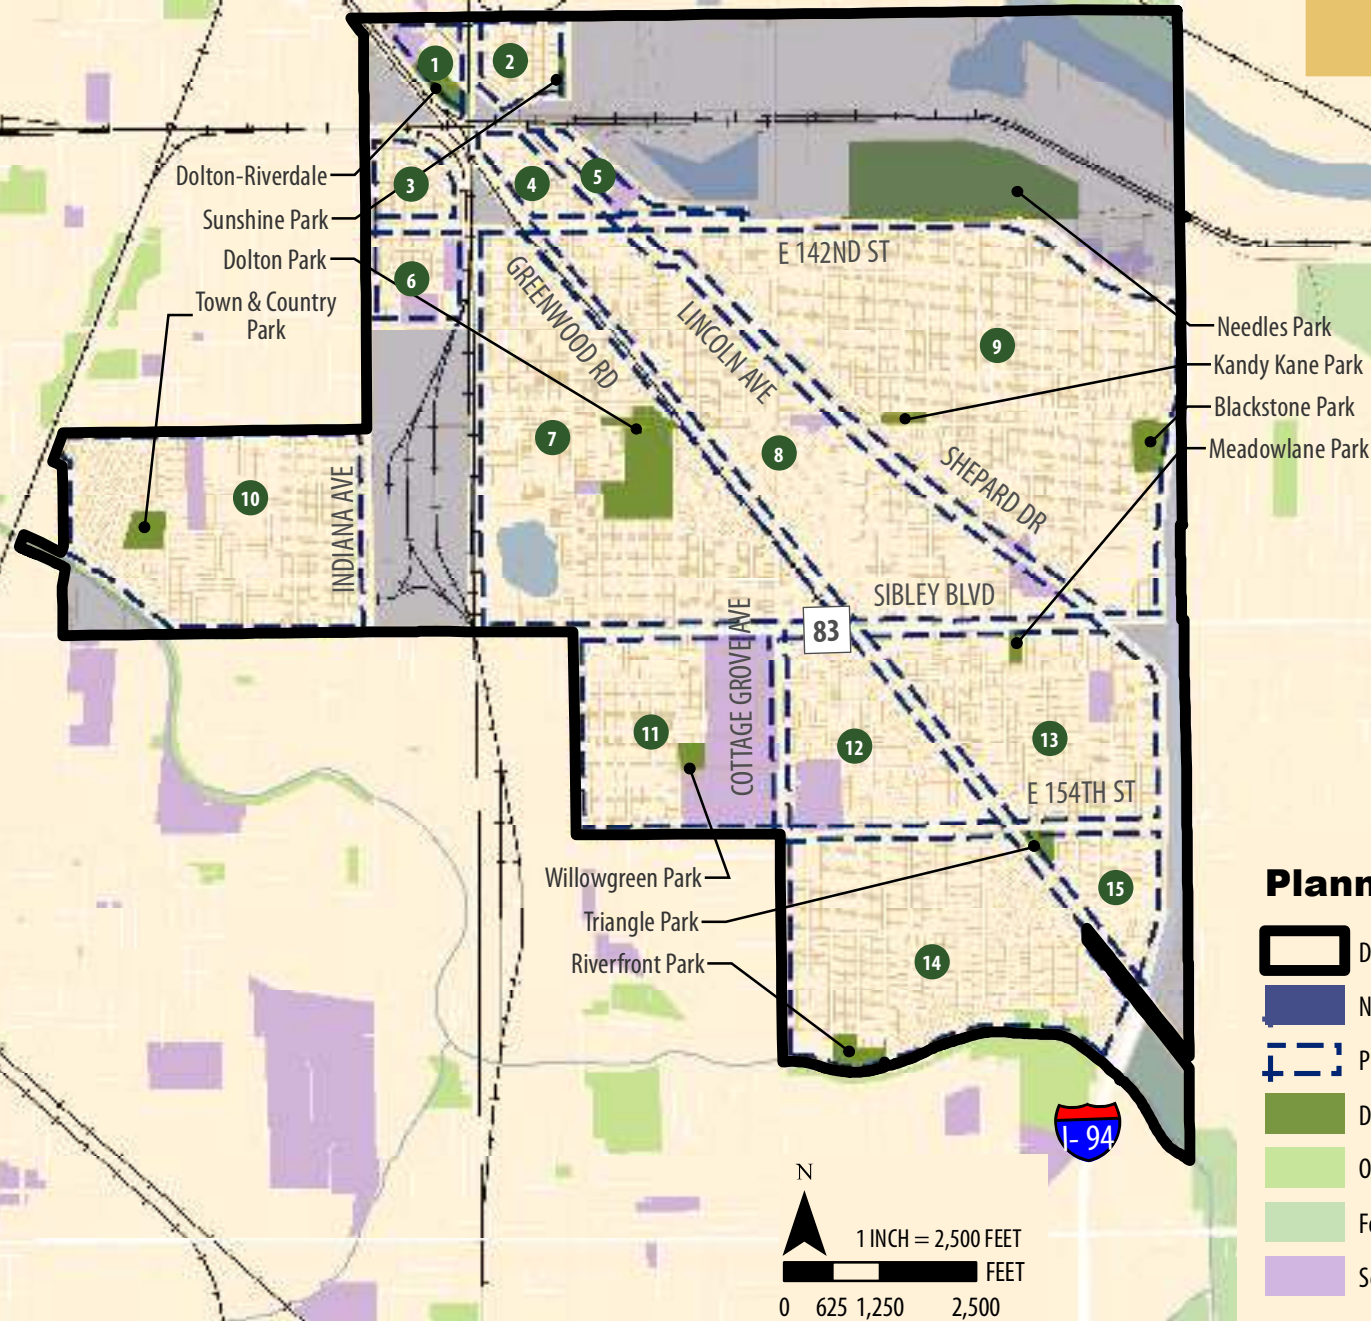 1
2
Dolton-Riverdale
3
4
5
Sunshine Park
Dolton Park
6
Town & Country
Park
E 142ND ST
GREENWOOD RD
LINCOLN AVE
9
Needles Park
Kandy Kane Park
Blackstone Park
Meadowlane Park
7
8
SHEPARD DR
10
INDIANA AVE
SIBLEY BLVD
83
COTTAGE GROVE AVE
11
12
13
E 154TH ST
Willowgreen Park
Triangle Park
Riverfront Park
14
15
Plann
D
N
P
D
O
Fo
S
I-94
N
1 INCH = 2,500 FEET
FEET
0 625 1,250 2,500